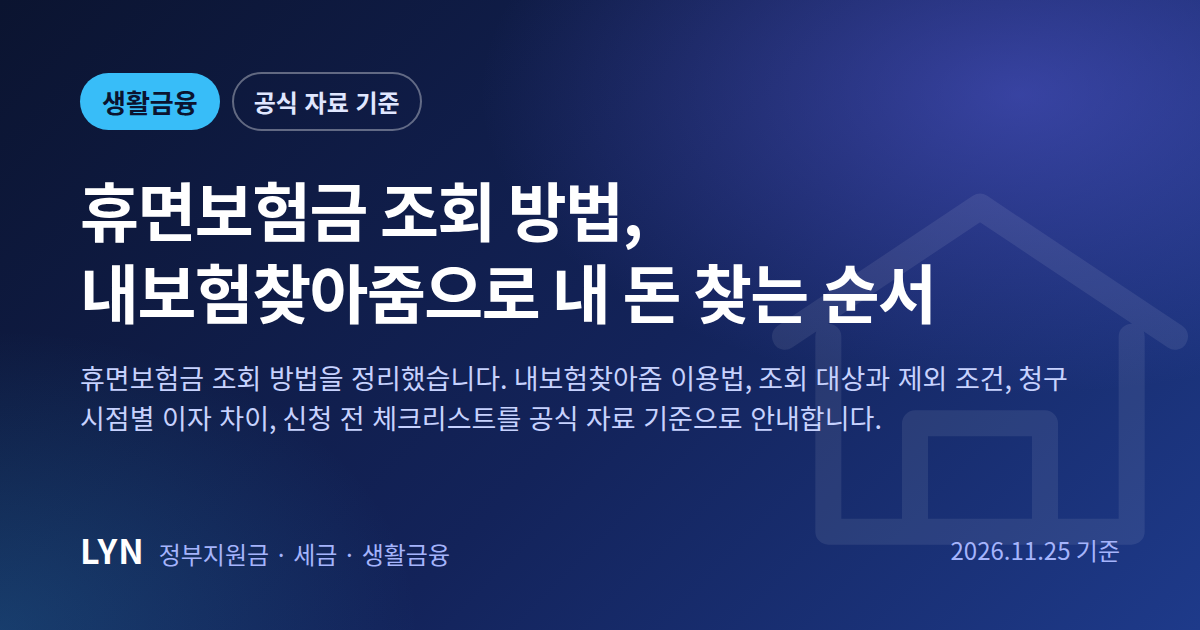 생활금융
공식 자료 기준
휴면보험금 조회 방법,
내보험찾아줌으로 내 돈 찾는 순서
휴면보험금 조회 방법을 정리했습니다. 내보험찾아줌 이용법, 조회 대상과 제외 조건, 청구
시점별 이자 차이, 신청 전 체크리스트를 공식 자료 기준으로 안내합니다.
LYN 정부지원금 · 세금 · 생활금융
2026.11.25 기준